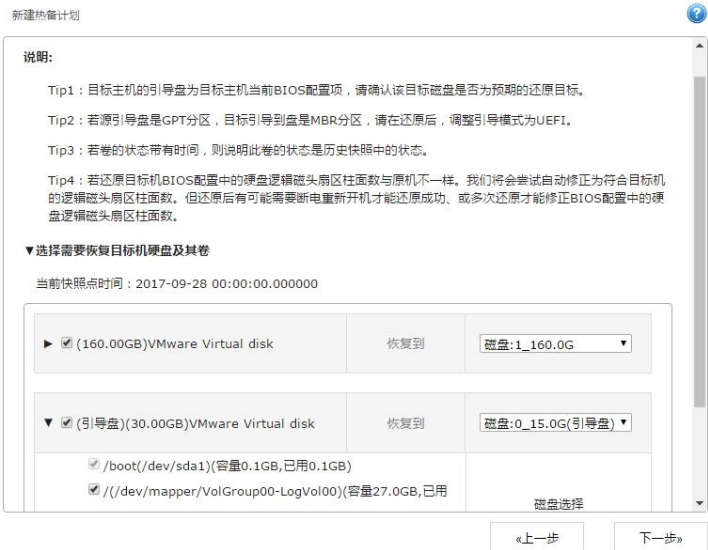 新建热备计划
?
说明:
Tip1：目标主机的引导盘为目标主机当前BIOS配置项，请确认该目标磁盘是否为预期的还原目标。
Tip2：若源引导盘是GPT分区，目标引导到盘是MBR分区，请在还原后，调整引导模式为UEFI。
Tip3：若卷的状态带有时间，则说明此卷的状态是历史快照中的状态。
Tip4：若还原目标机BIOS配置中的硬盘逻辑磁头扇区柱面数与原机不一样。我们将会尝试自动修正为符合目标机
的逻辑磁头扇区柱面数。但还原后有可能需要断电重新开机才能还原成功、或多次还原才能修正BIOS配置中的硬
盘逻辑磁头扇区柱面数。
▼选择需要恢复目标机硬盘及其卷
当前快照点时间：2017-09-28 00:00:00.000000
(160.00GB)VMware Virtual disk 恢复到 磁盘:1_160.0G
(引导盘)(30.00GB)VMware Virtual disk 恢复到 磁盘:0_15.0G(引导盘)
/boot(/dev/sda1)(容量0.1GB,已用0.1GB)
/(/dev/mapper/VolGroup00-LogVol00)(容量27.0GB,已用
磁盘选择
«上一步 下一步»